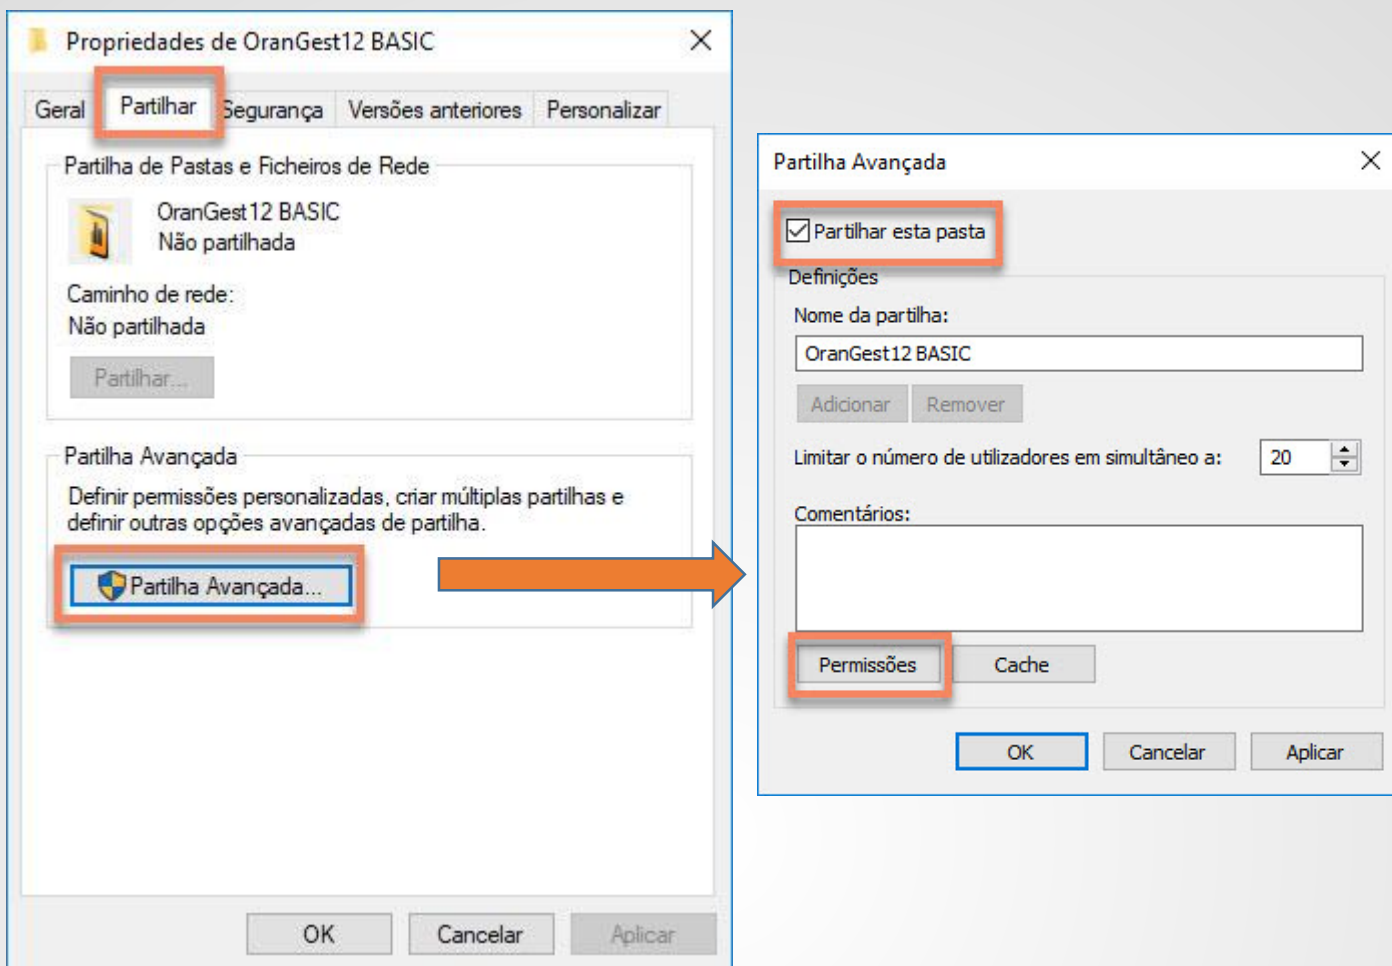 Propriedades de OranGest12 BASIC
Geral Partilhar Segurança Versões anteriores Personalizar
Partilha de Pastas e Ficheiros de Rede
OranGest12 BASIC
Não partilhada
Caminho de rede:
Não partilhada
Partilhar...
Partilha Avançada
Definir permissões personalizadas, criar múltiplas partilhas e
definir outras opções avançadas de partilha.
Partilha Avançada...
OK Cancelar Aplicar
Partilha Avançada
Partilhar esta pasta
Definições
Nome da partilha:
OranGest12 BASIC
Adicionar Remover
Limitar o número de utilizadores em simultâneo a: 20
Comentários:
Permissões Cache
OK Cancelar Aplicar